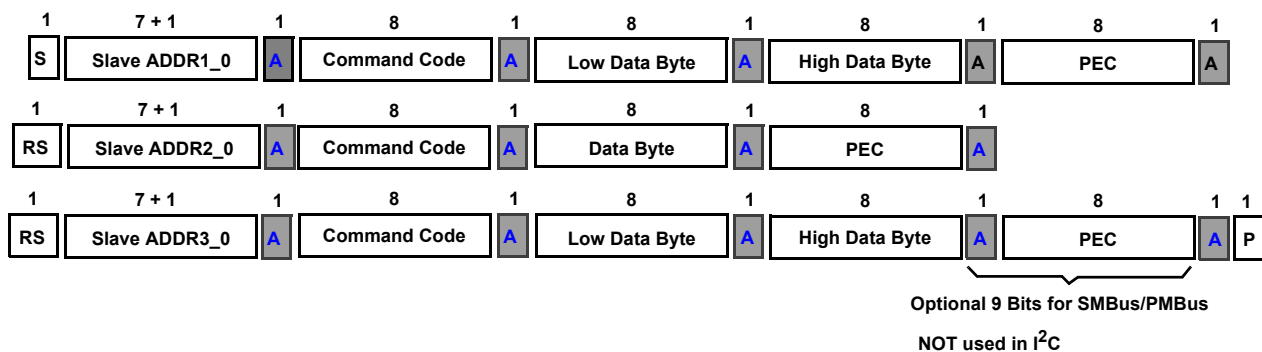 1 7 + 1 1 8 1 8 1 8 1 8 1
S Slave ADDR1_0 A Command Code A Low Data Byte A High Data Byte A PEC A
1 7 + 1 1 8 1 8 1 8 1
RS Slave ADDR2_0 A Command Code A Data Byte A PEC A
1 7 + 1 1 8 1 8 1 8 1 8 1 1
RS Slave ADDR3_0 A Command Code A Low Data Byte A High Data Byte A PEC A P
Optional 9 Bits for SMBus/PMBus
NOT used in I²C